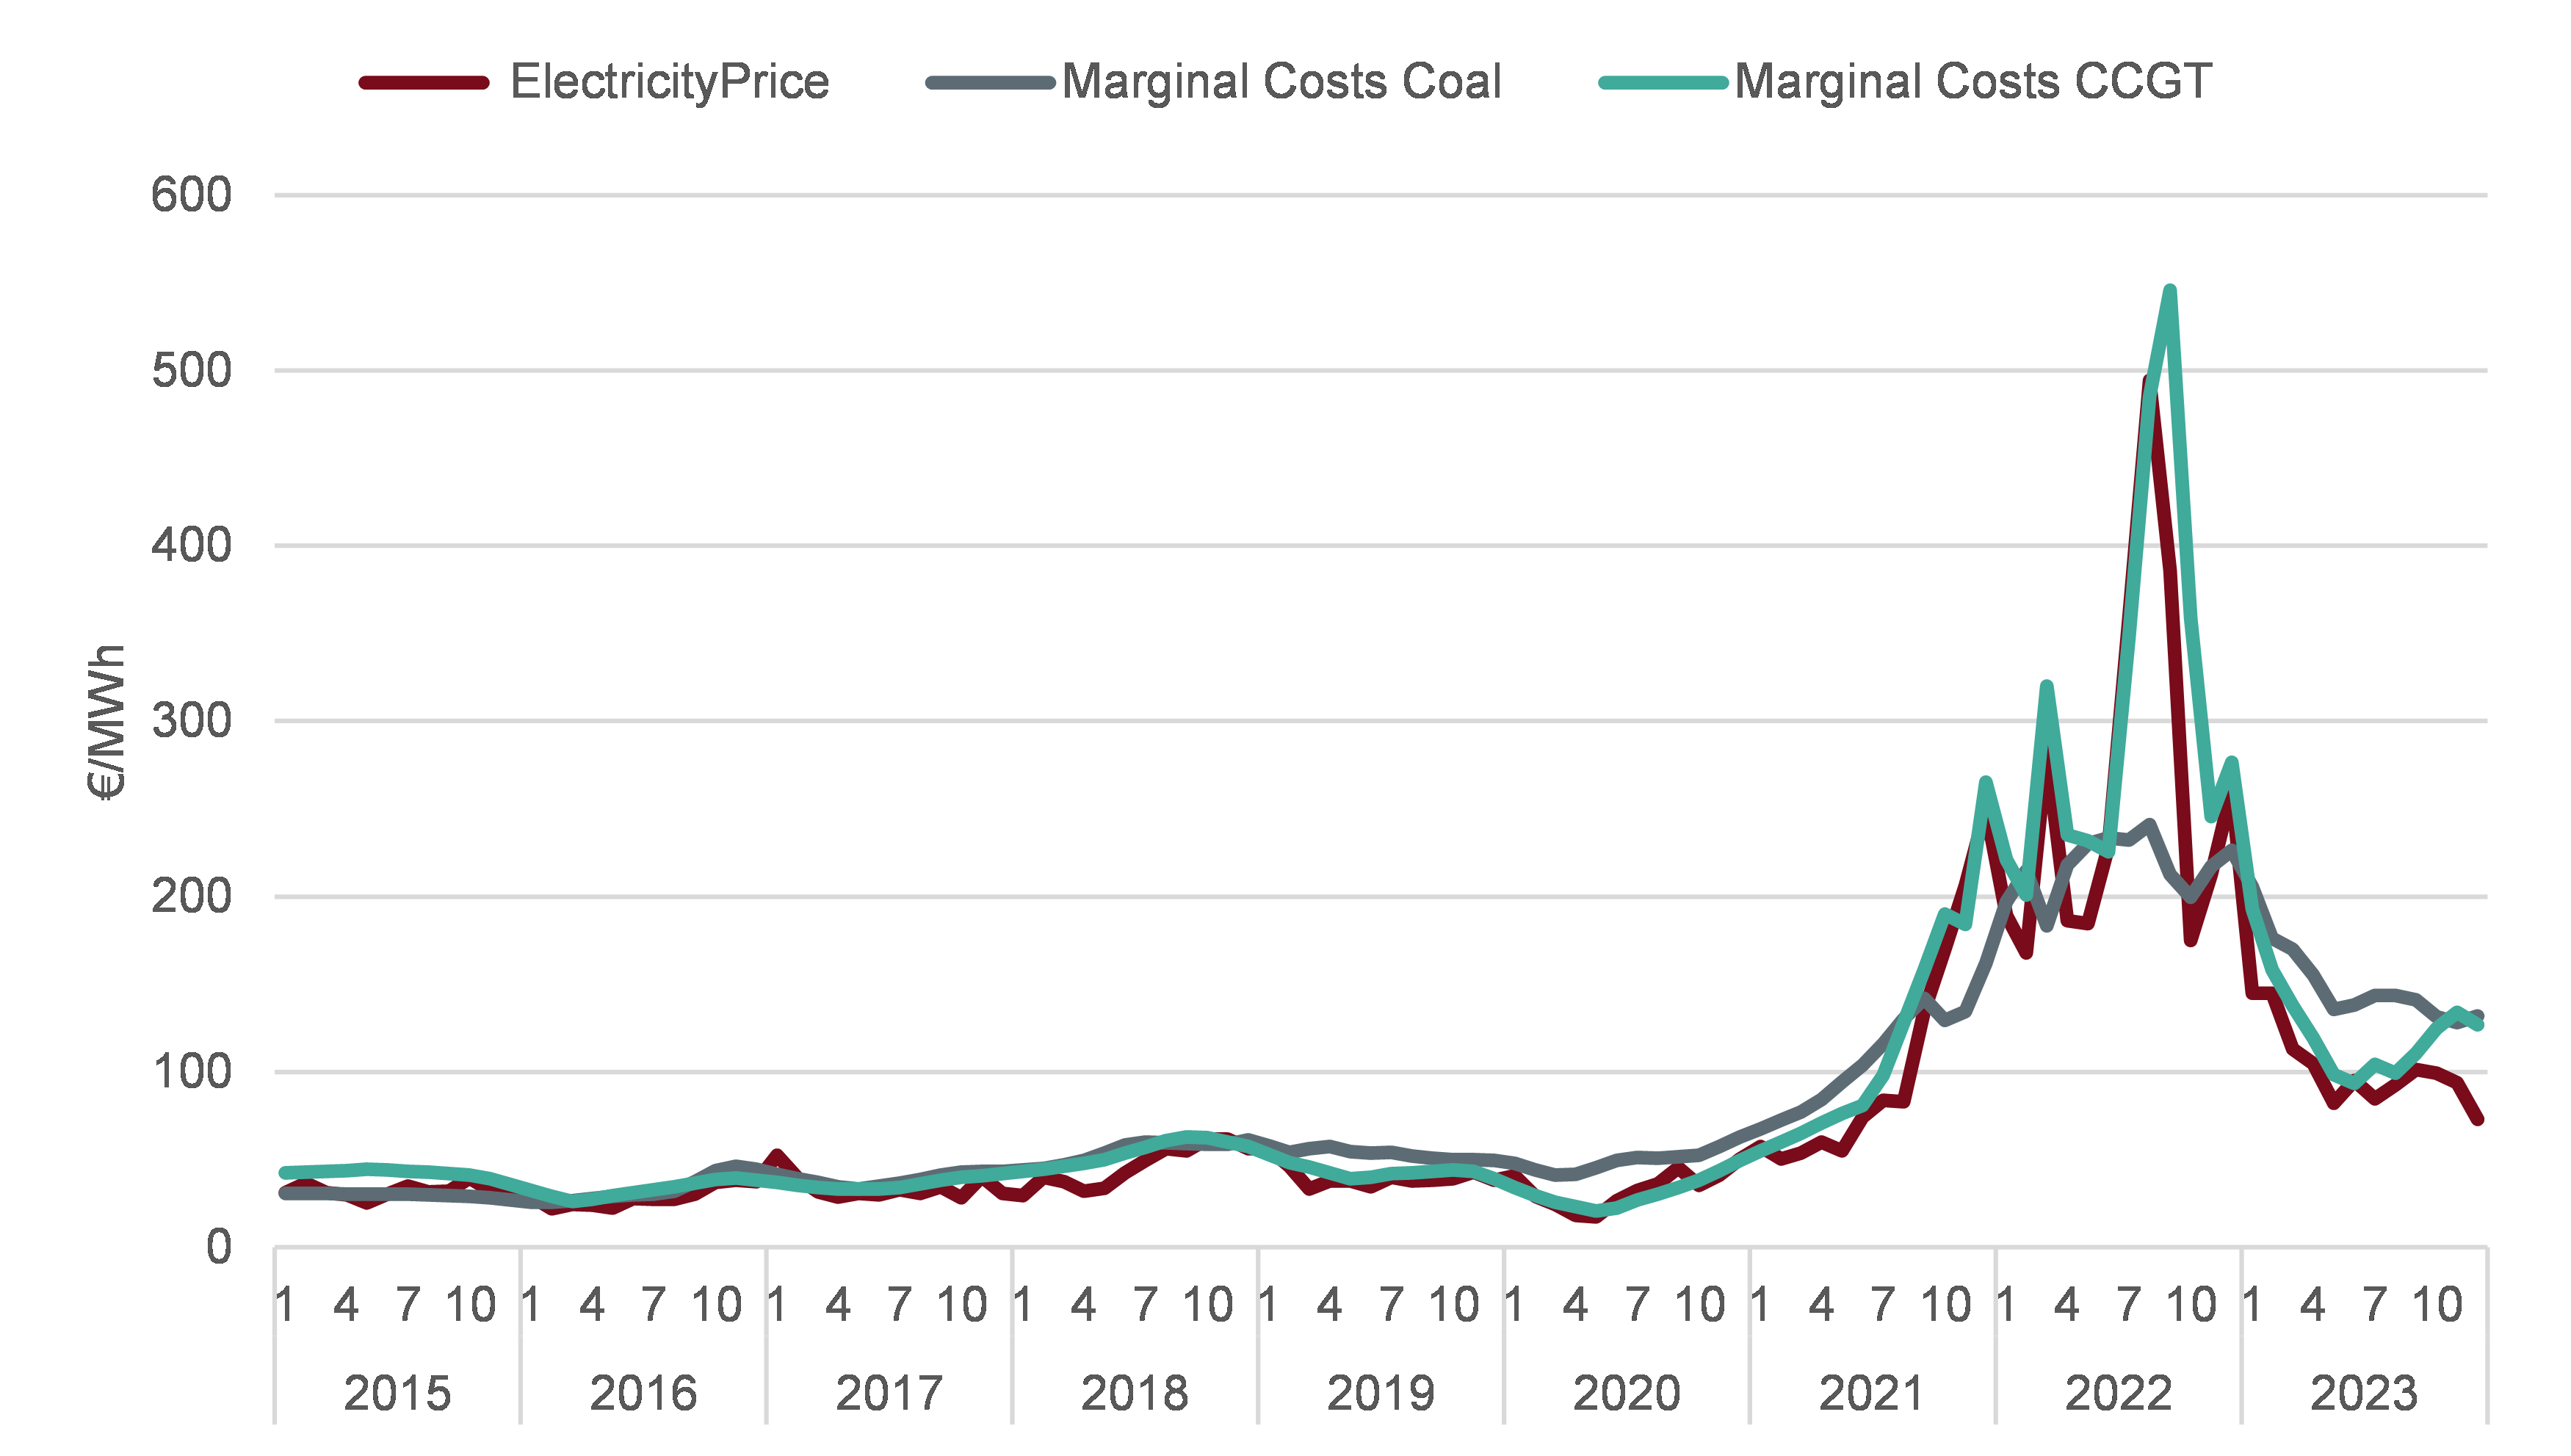 ElectricityPrice Marginal Costs Coal Marginal Costs CCGT
600
500
400
300
200
100
0
€/MWh
1 4 7 10 1 4 7 10 1 4 7 10 1 4 7 10 1 4 7 10 1 4 7 10 1 4 7 10 1 4 7 10 1 4 7 10
2015 2016 2017 2018 2019 2020 2021 2022 2023